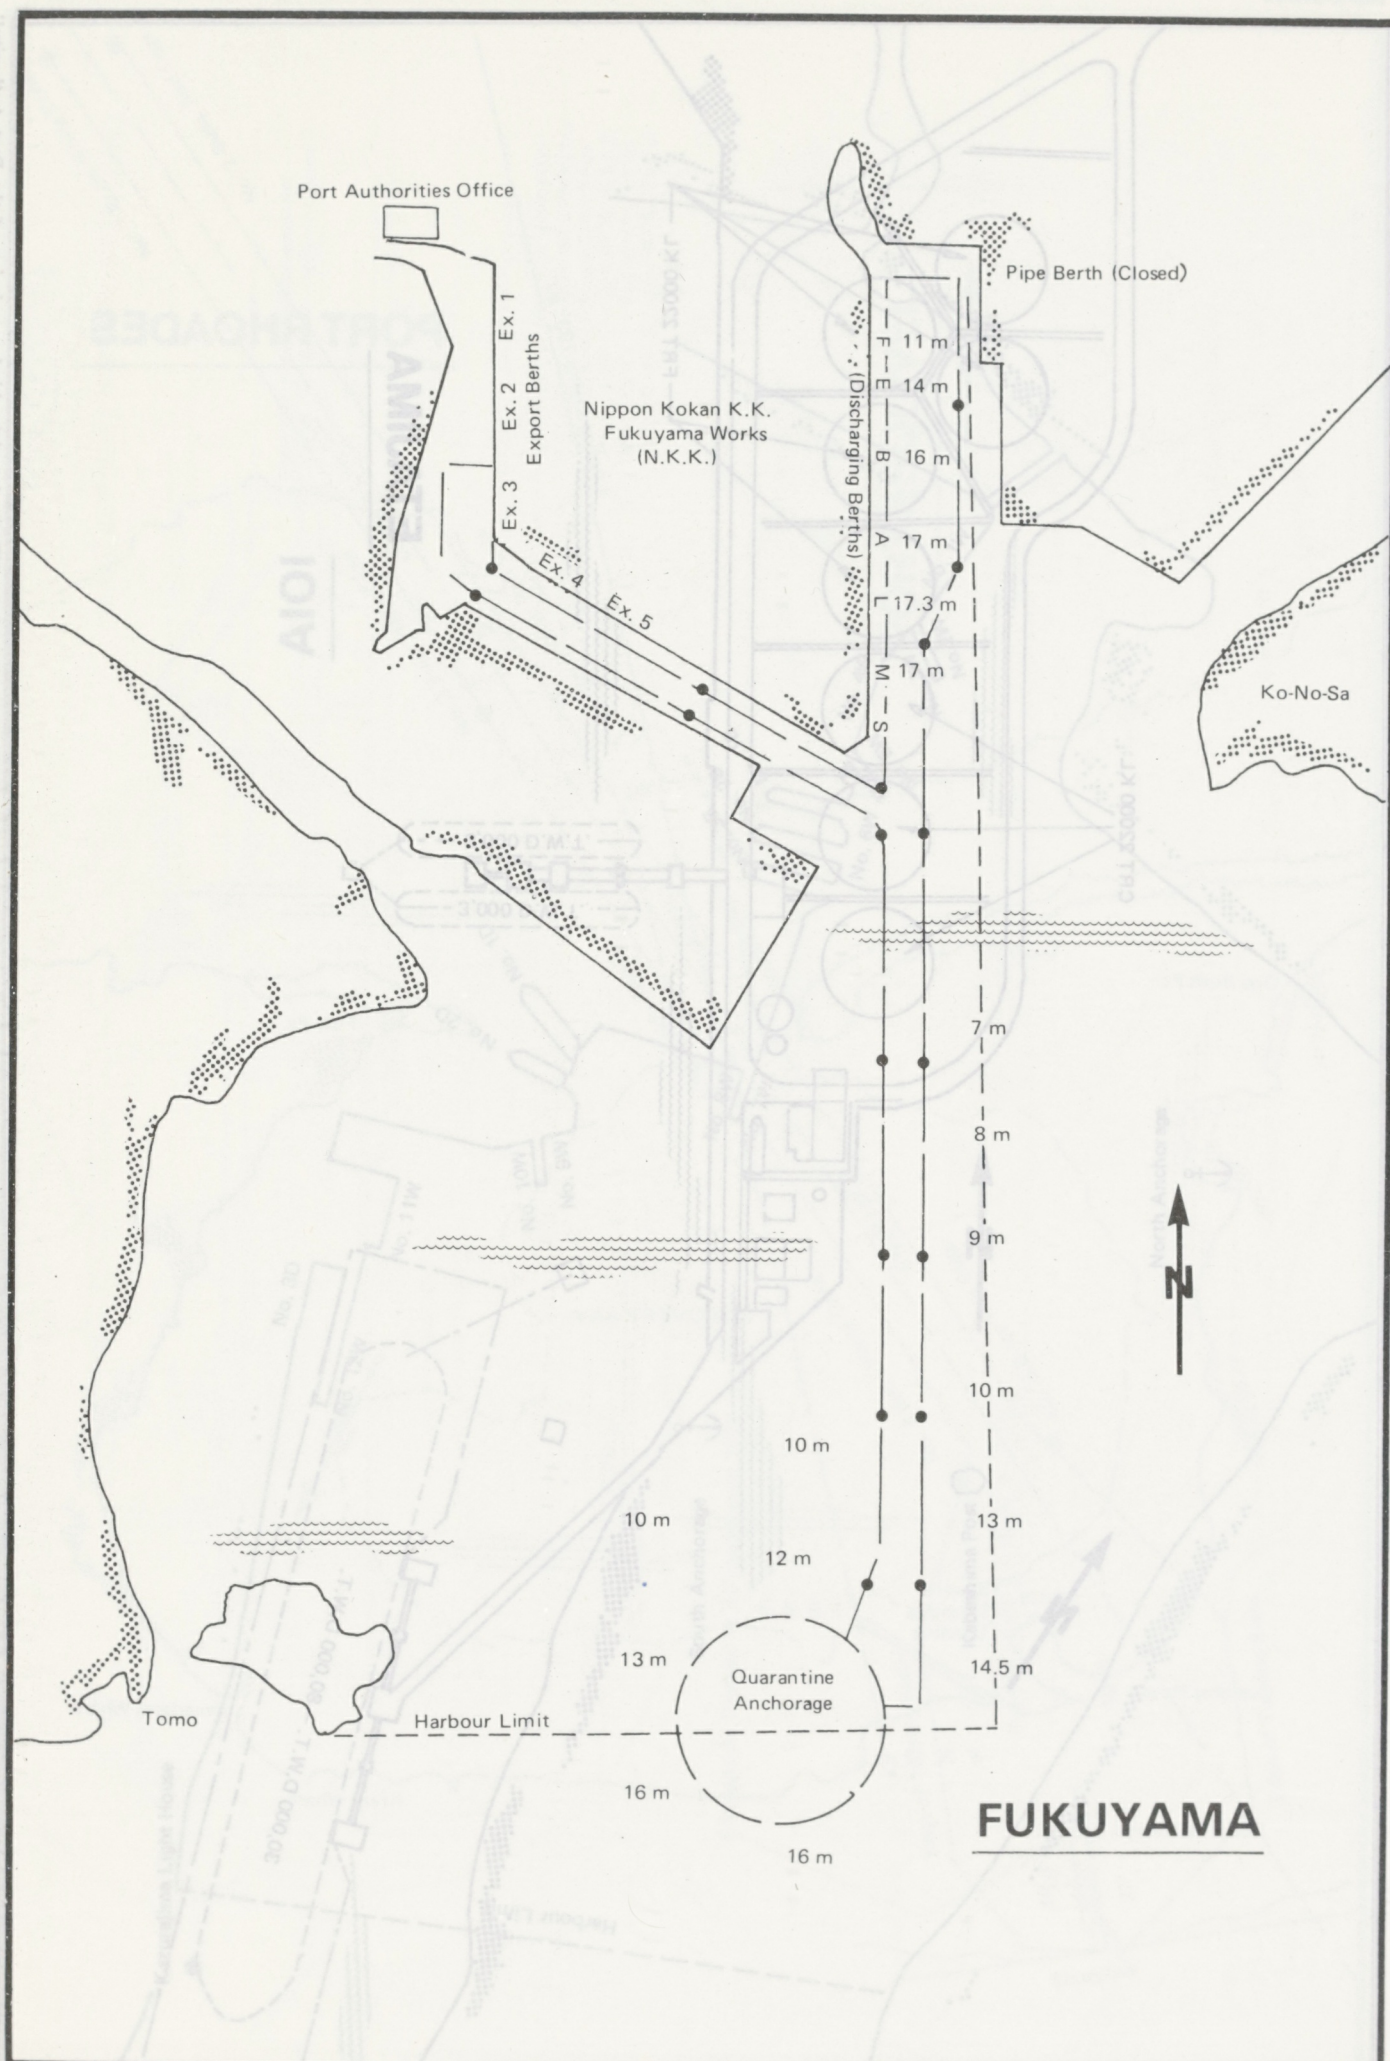 Port Authorities Office
Pipe Berth (Closed)
Ex. 1
Ex. 2
Ex. 3
Export Berths
Nippon Kokan K.K.
Fukuyama Works
(N.K.K.)
(Discharging Berths)
F
E
B
A
L
M
S
11 m
14 m
16 m
17 m
17.3 m
17 m
Ex. 4
Ex. 5
Ko-No-Sa
7 m
8 m
9 m
N
10 m
10 m
10 m
13 m
12 m
13 m
14.5 m
Quarantine
Anchorage
Tomo
Harbour Limit
16 m
16 m
FUKUYAMA